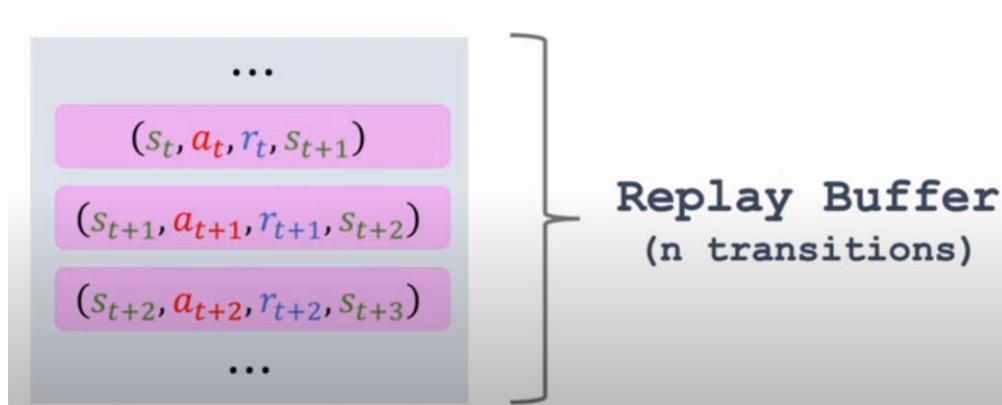 ...
(s_t, a_t, r_t, s_{t+1})
(s_{t+1}, a_{t+1}, r_{t+1}, s_{t+2})
(s_{t+2}, a_{t+2}, r_{t+2}, s_{t+3})
...
Replay Buffer
(n transitions)